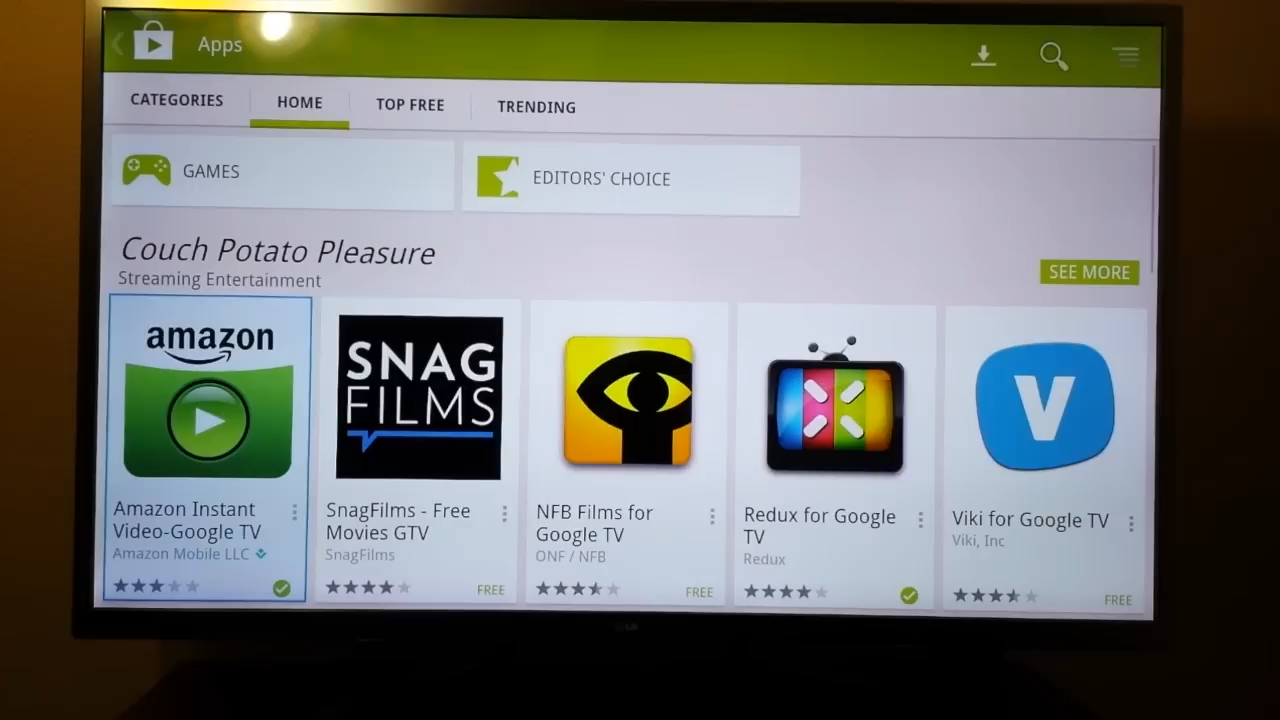 Apps
CATEGORIES HOME TOP FREE TRENDING
GAMES EDITORS' CHOICE
Couch Potato Pleasure
Streaming Entertainment
SEE MORE
amazon
SNAG
FILMS
V
Amazon Instant
Video-Google TV
Amazon Mobile LLC
SnagFilms - Free
Movies GTV
SnagFilms
FREE
NFB Films for
Google TV
ONF / NFB
FREE
Redux for Google
TV
Redux
Viki for Google TV
Viki, Inc
FREE
LG